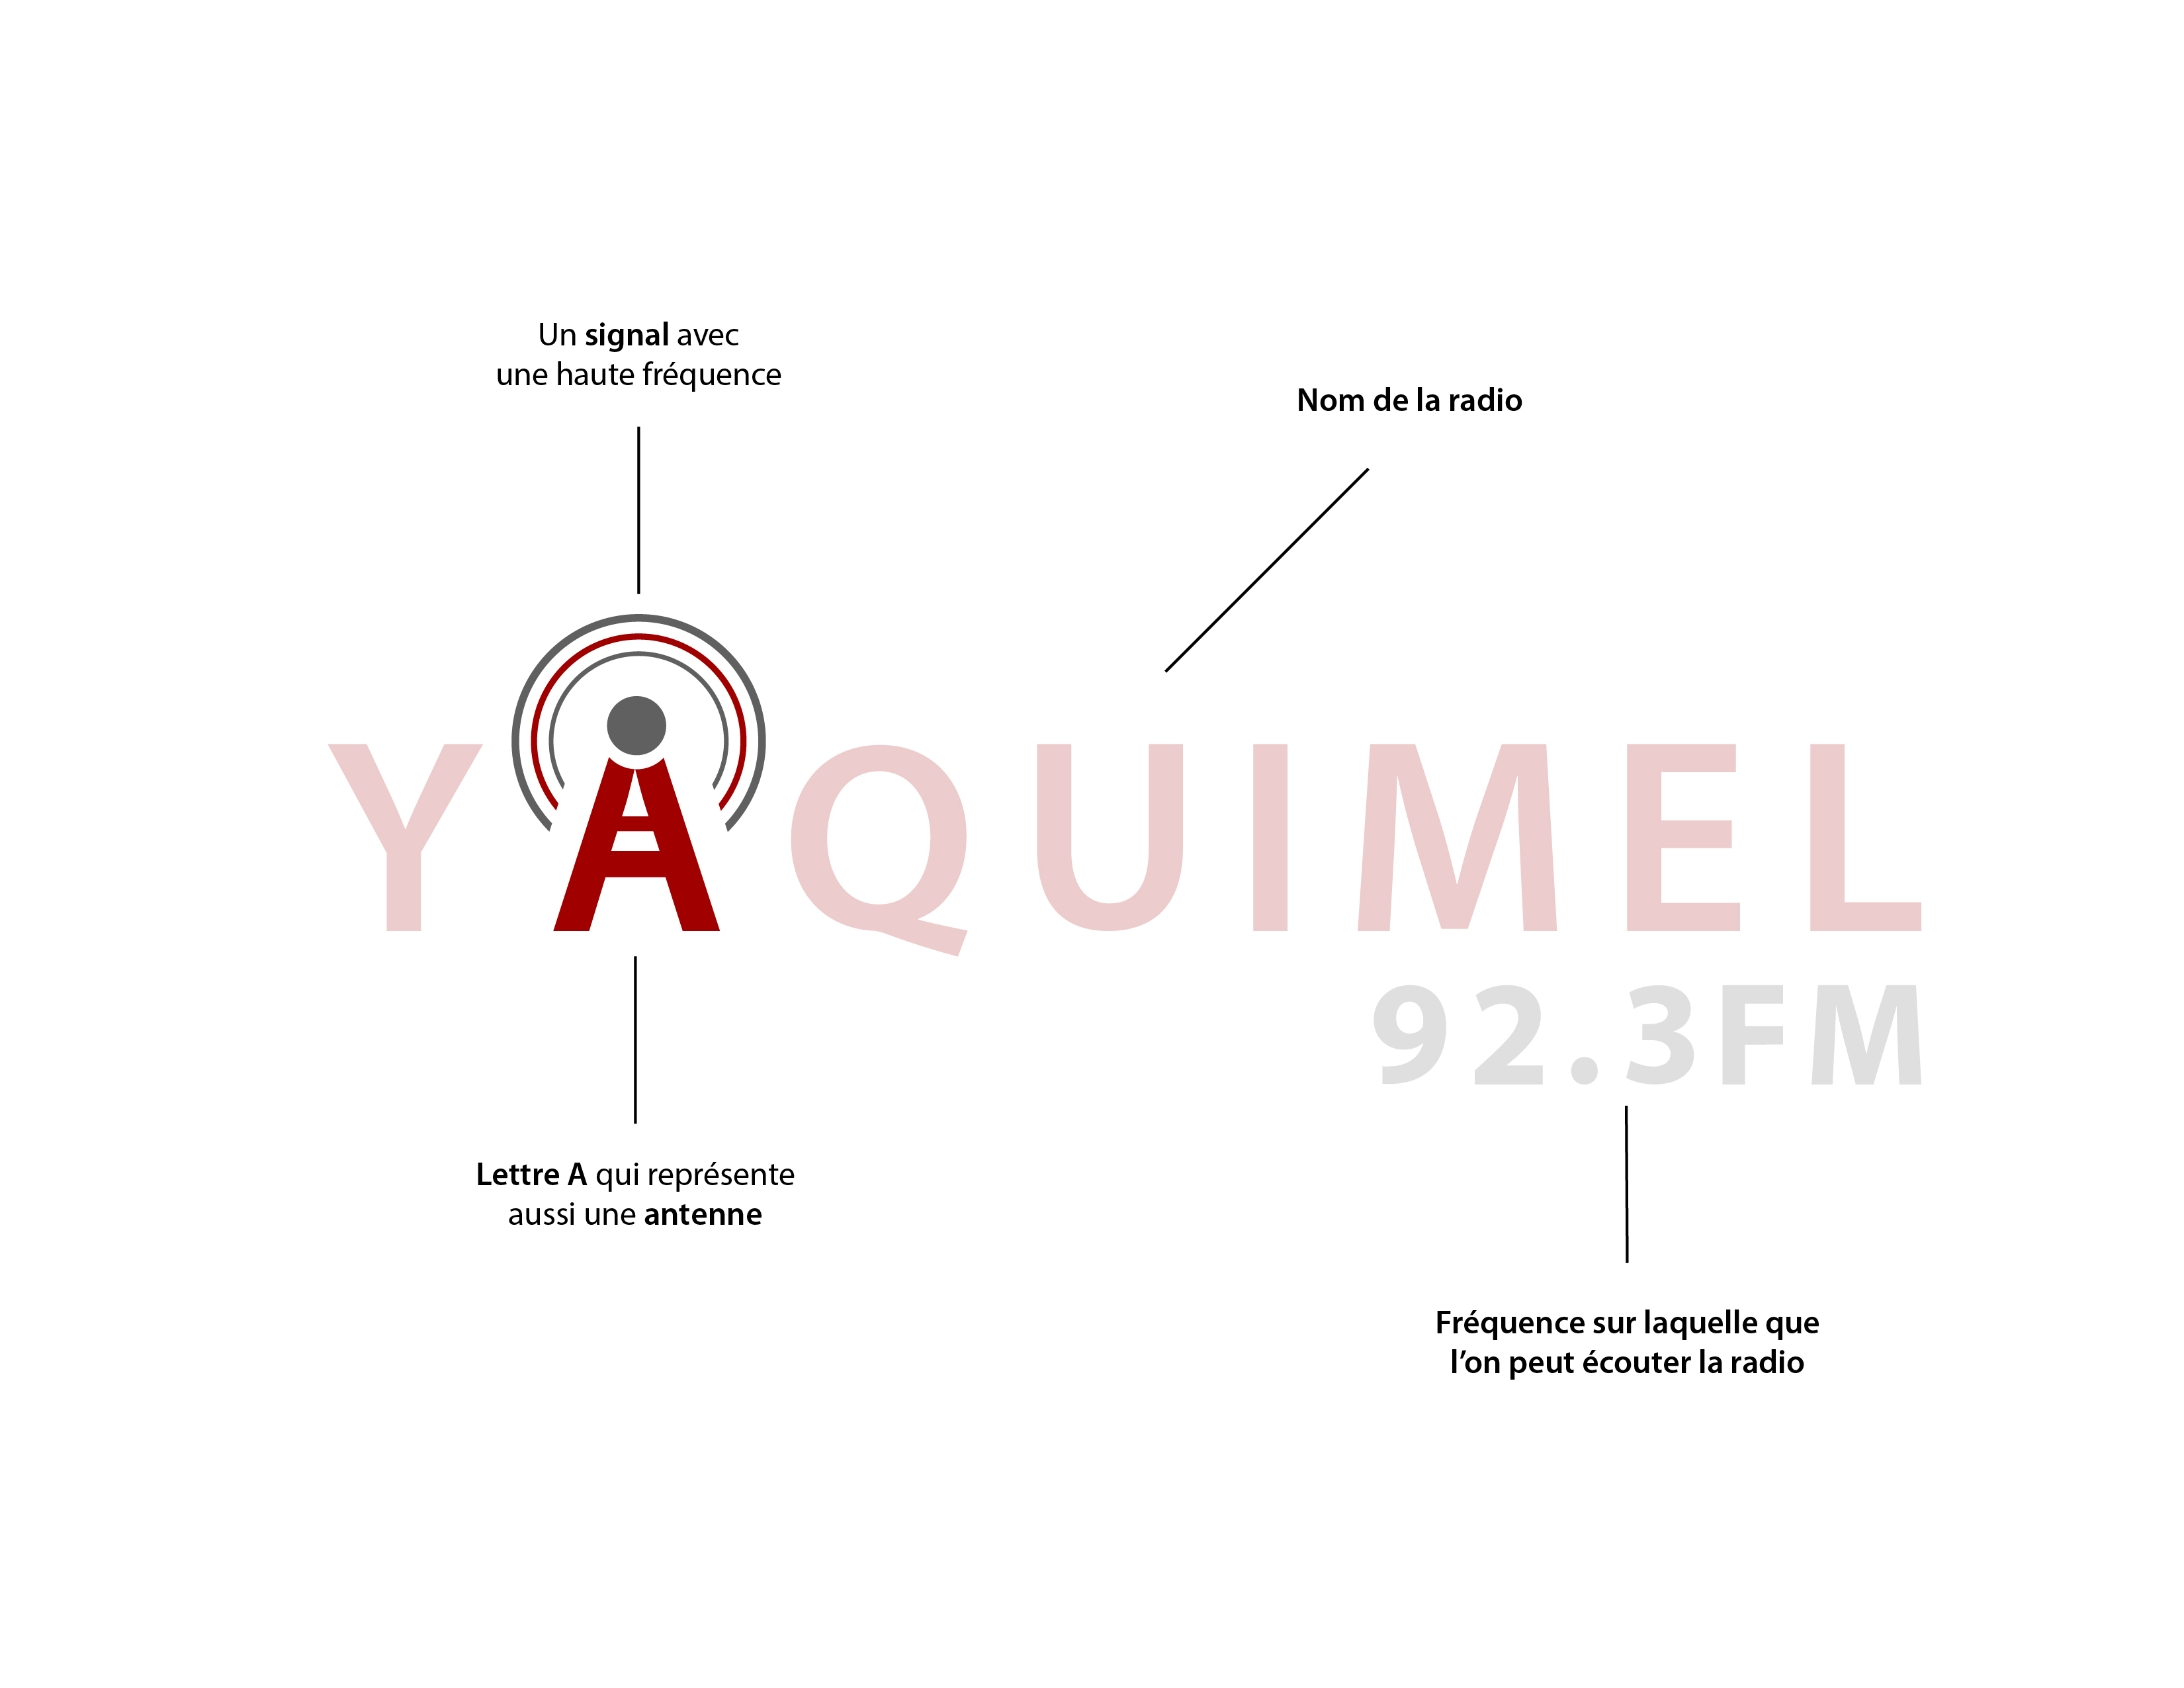 Un signal avec
une haute fréquence
Nom de la radio
YAQUIMEL
92.3FM
Lettre A qui représente
aussi une antenne
Fréquence sur laquelle que
l’on peut écouter la radio